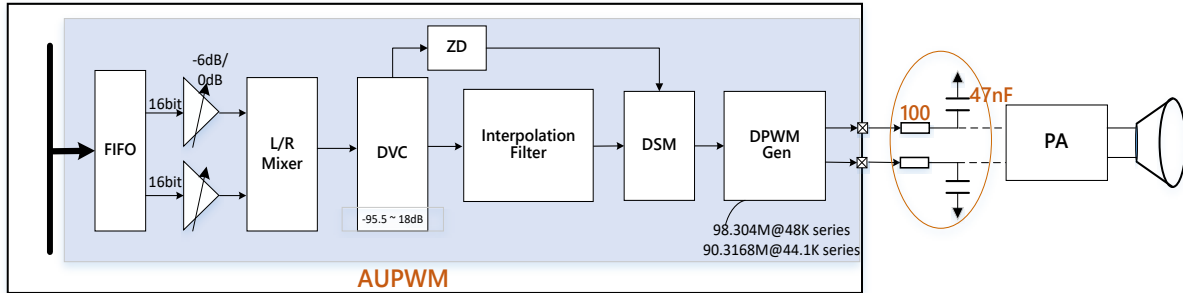 ZD
-6dB/
0dB
47nF
16bit
100
FIFO
L/R
Mixer
DVC
Interpolation
Filter
DSM
DPWM
Gen
PA
16bit
-95.5 ~ 18dB
98.304M@48K series
90.3168M@44.1K series
AUPWM